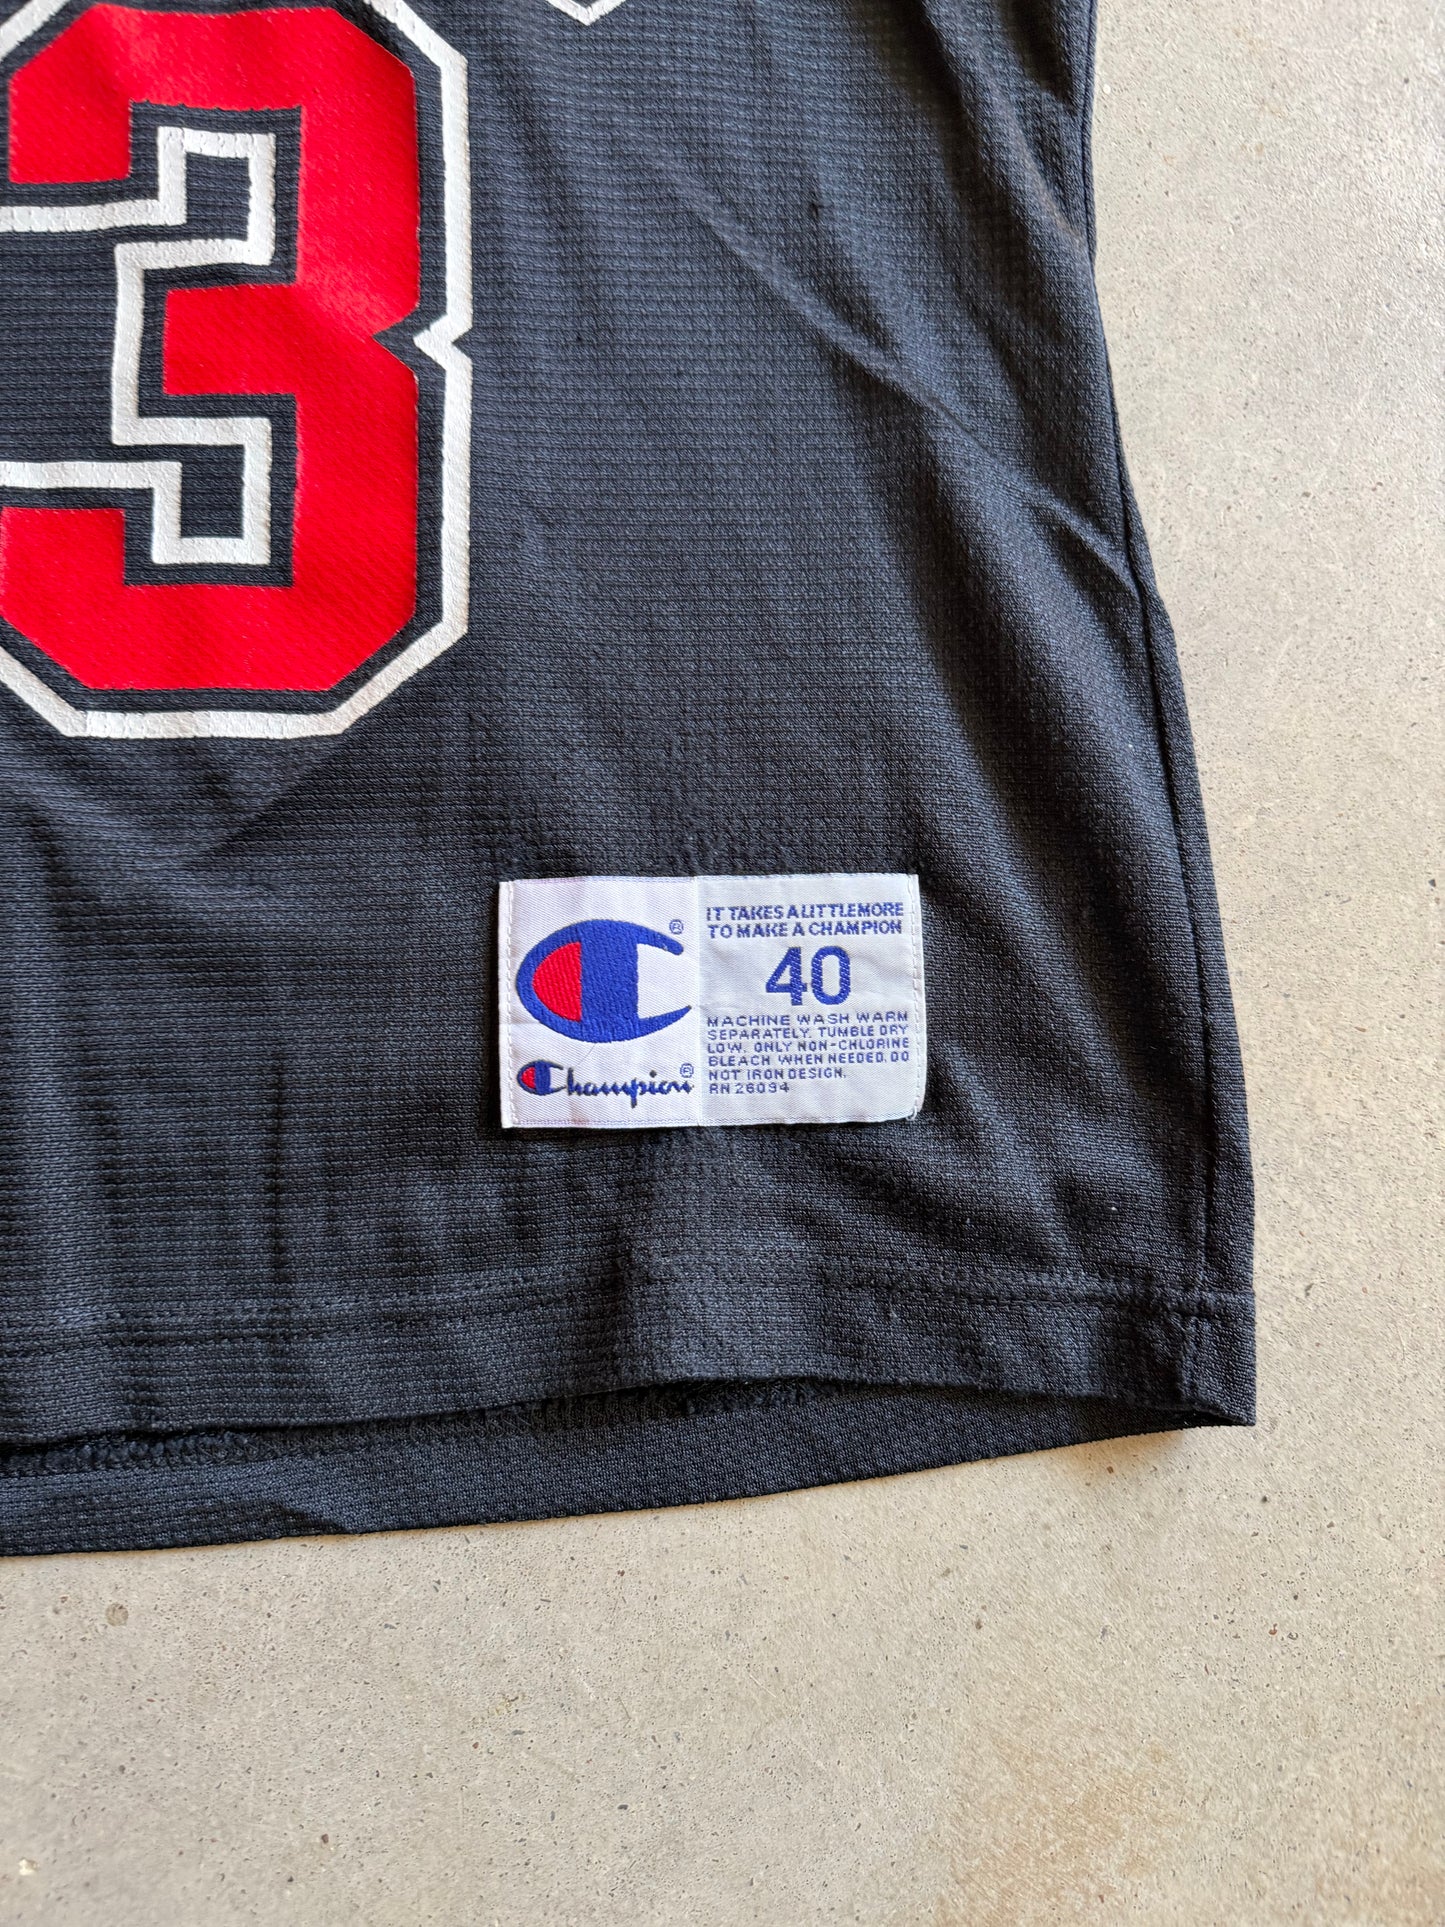 3
IT TAKES A LITTLE MORE
TO MAKE A CHAMPION
40
MACHINE WASH WARM
SEPARATELY, TUMBLE DRY
LOW. ONLY NON-CHLORINE
BLEACH WHEN NEEDED. DO
NOT IRON DESIGN.
RN 26094
®
Champion®